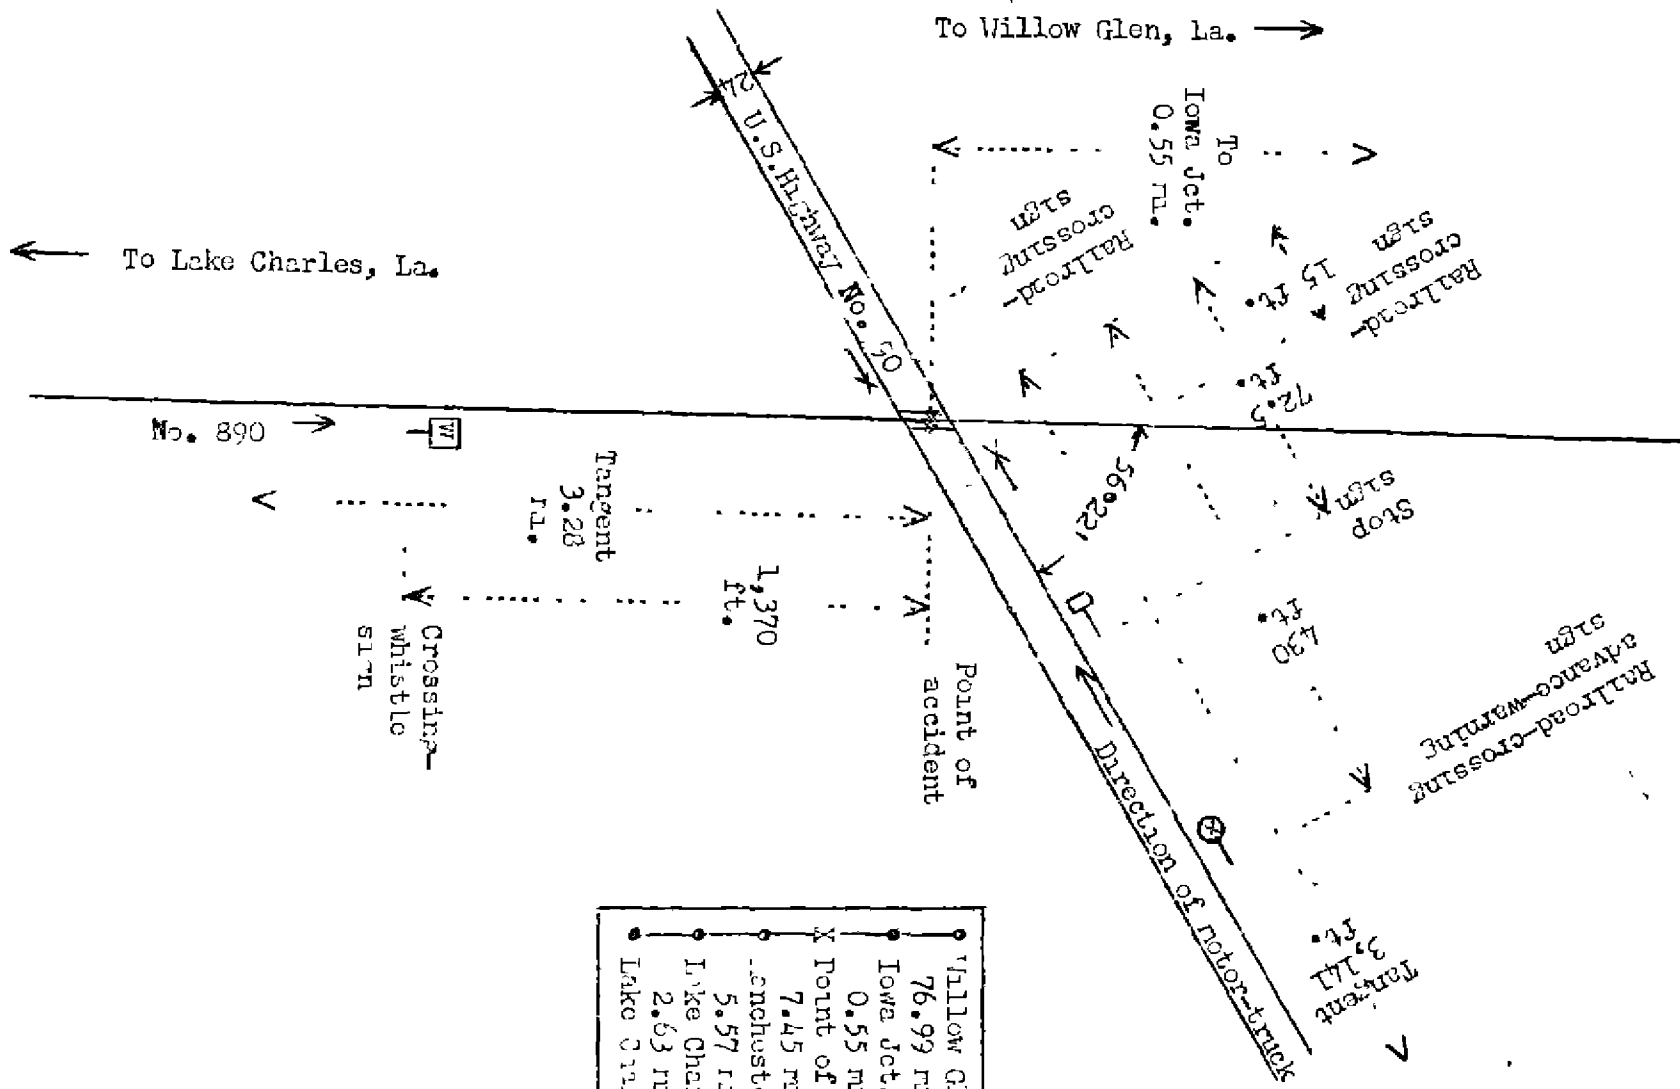 To Willow Glen, La.
To
Iowa Jct.
0.55 mi.
24
U.S.Highway No. 90
Railroad-
crossing
sign
15 ft.
Railroad-
crossing
sign
72.5
ft.
To Lake Charles, La.
No. 890
W
56°22'
Stop
sign
Tangent
3.28
mi.
430
ft.
1,370
ft.
Crossing-
whistle
sign
Point of
accident
Railroad-crossing
advance-warning
sign
Direction of motor-truck
Tangent
3,141
ft.
Willow
76.99
Iowa Jct.
0.55
X Point of
7.45
5.57
Lake
2.63
Lake